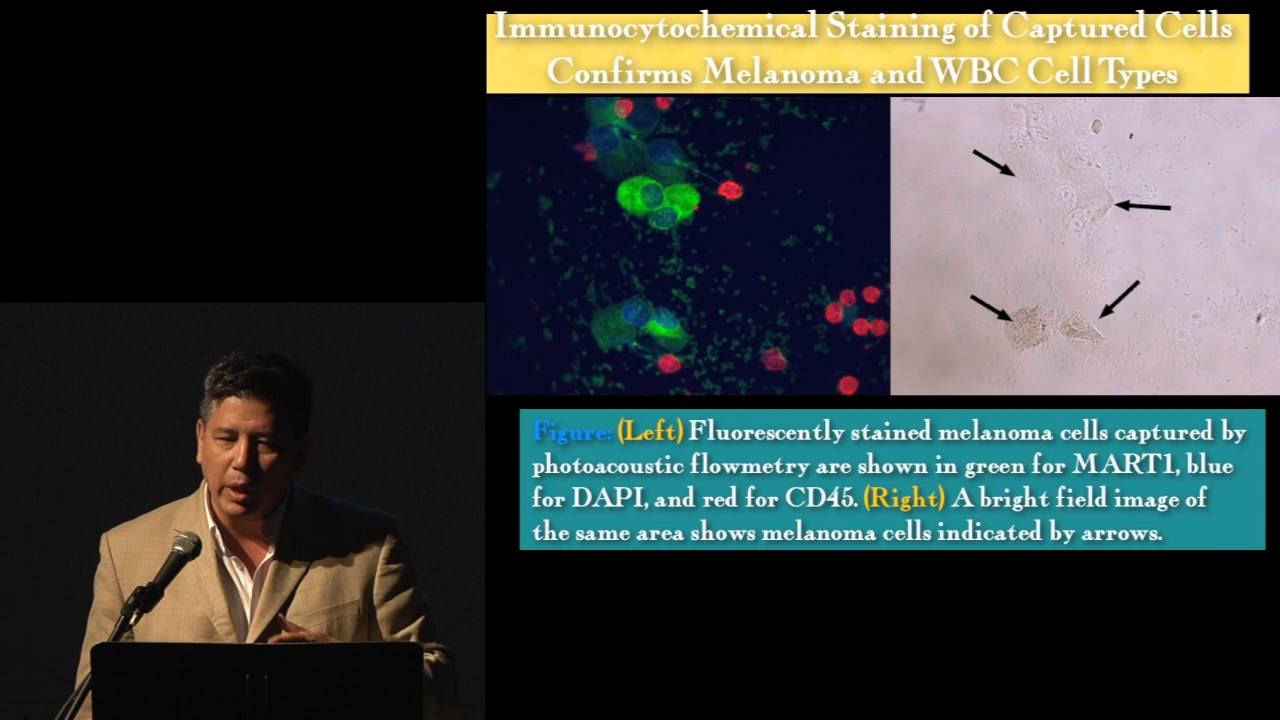 Immunocytochemical Staining of Captured Cells
Confirms Melanoma and WBC Cell Types
Figure: (Left) Fluorescently stained melanoma cells captured by
photoacoustic flowmetry are shown in green for MART1, blue
for DAPI, and red for CD45. (Right) A bright field image of
the same area shows melanoma cells indicated by arrows.